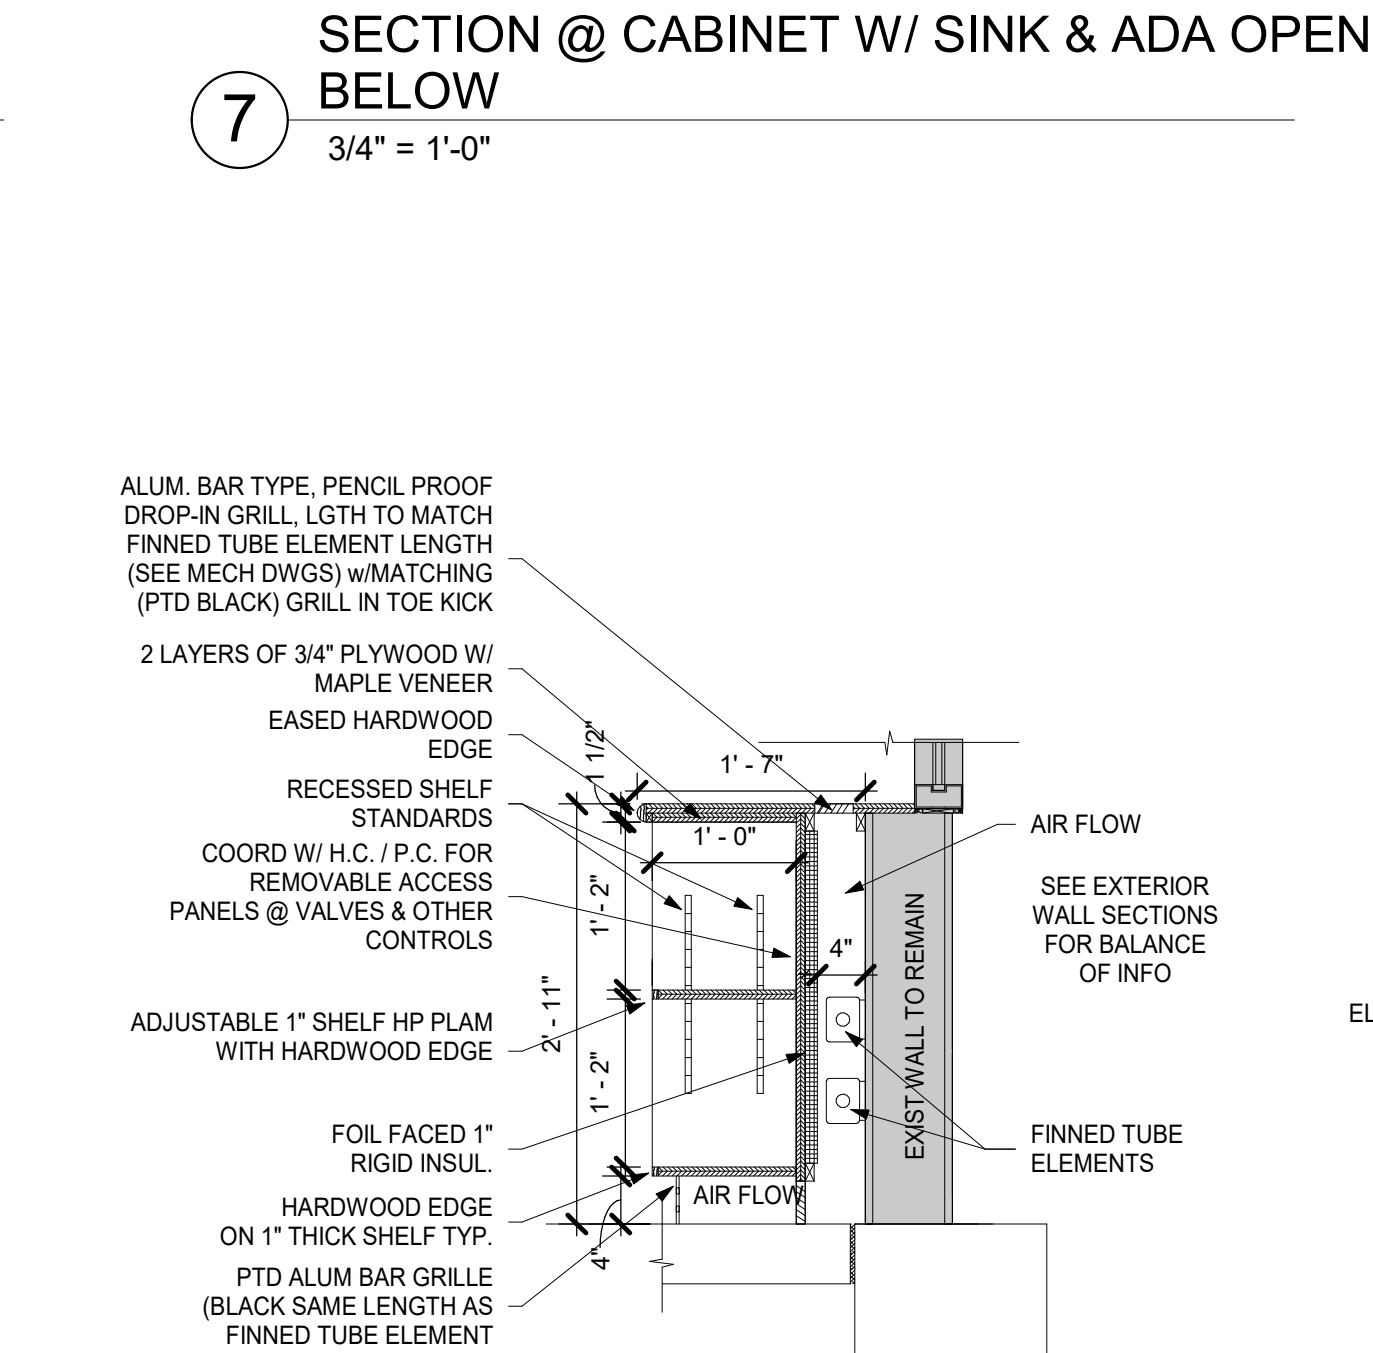 SECTION @ CABINET W/ SINK & ADA OPEN
BELOW
7
3/4" = 1'-0"
ALUM. BAR TYPE, PENCIL PROOF
DROP-IN GRILL, LGTH TO MATCH
FINNED TUBE ELEMENT LENGTH
(SEE MECH DWGS) w/MATCHING
(PTD BLACK) GRILL IN TOE KICK
2 LAYERS OF 3/4" PLYWOOD W/
MAPLE VENEER
EASED HARDWOOD
EDGE
RECESSED SHELF
STANDARDS
COORD W/ H.C. / P.C. FOR
REMOVABLE ACCESS
PANELS @ VALVES & OTHER
CONTROLS
ADJUSTABLE 1" SHELF HP PLAM
WITH HARDWOOD EDGE
FOIL FACED 1"
RIGID INSUL.
HARDWOOD EDGE
ON 1" THICK SHELF TYP.
PTD ALUM BAR GRILLE
(BLACK SAME LENGTH AS
FINNED TUBE ELEMENT
1 1/2"
1' - 7"
1' - 0"
1' - 2"
2' - 11"
1' - 2"
4"
4"
AIR FLOW
EXIST WALL TO REMAIN
AIR FLOW
SEE EXTERIOR
WALL SECTIONS
FOR BALANCE
OF INFO
FINNED TUBE
ELEMENTS
EL